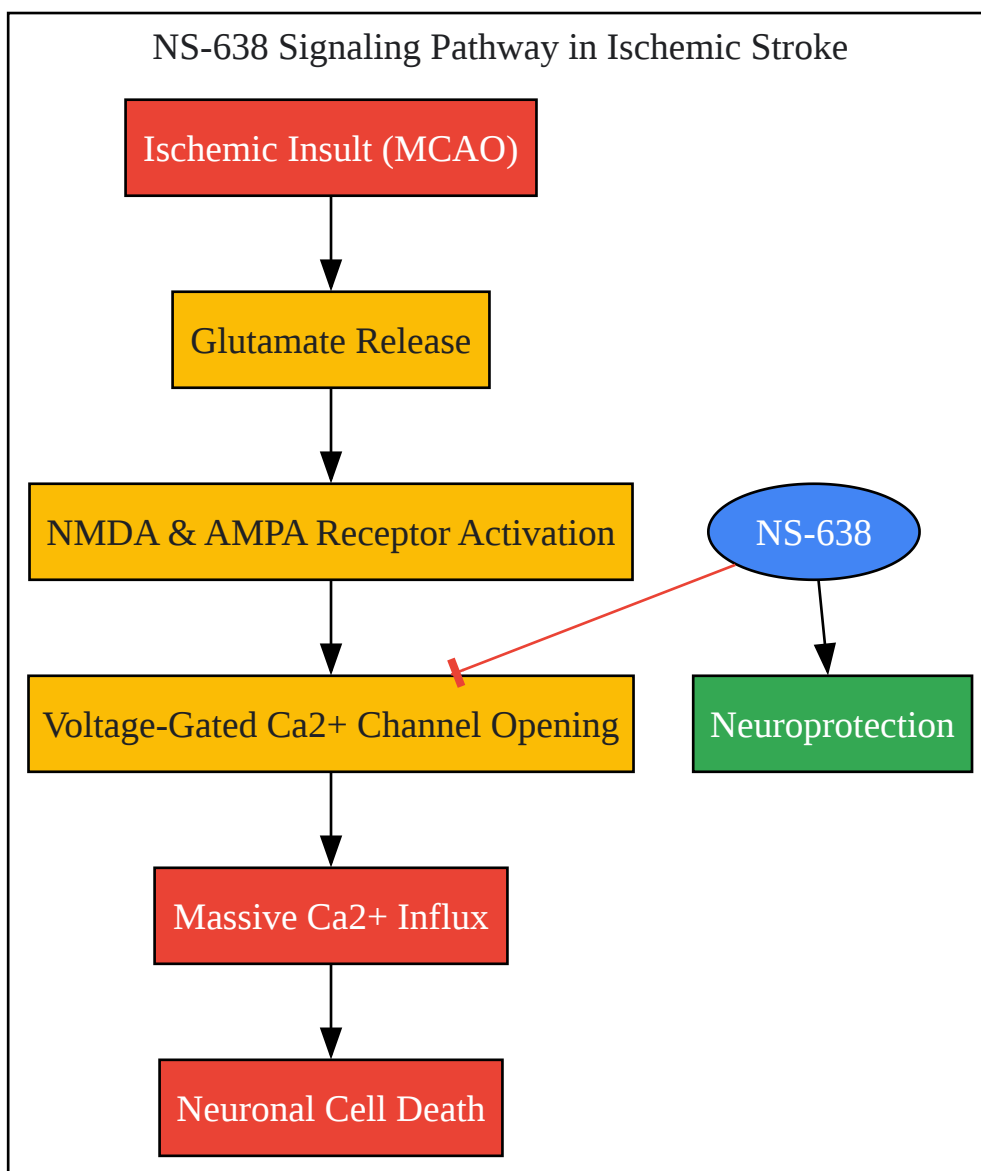 NS-638 Signaling Pathway in Ischemic Stroke
Ischemic Insult (MCAO)
Glutamate Release
NMDA & AMPA Receptor Activation
NS-638
Voltage-Gated Ca2+ Channel Opening
Neuroprotection
Massive Ca2+ Influx
Neuronal Cell Death